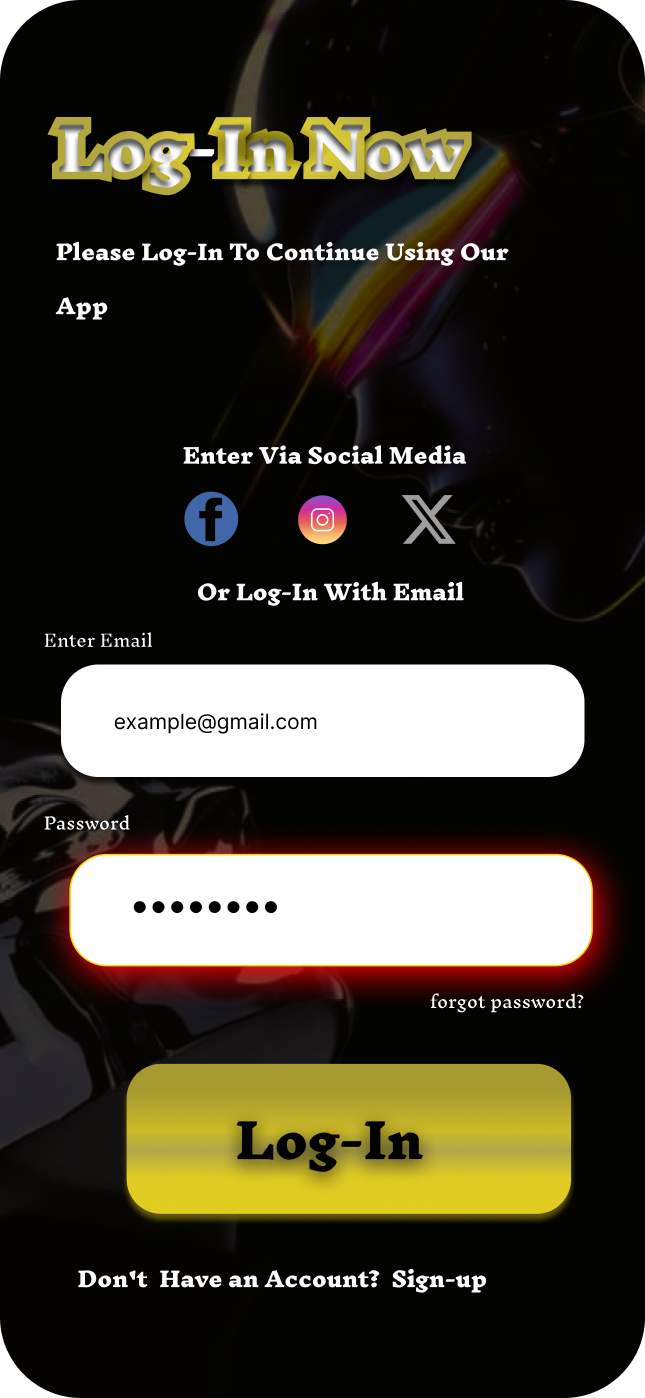 Log-In Now
Please Log-In To Continue Using Our
App
Enter Via Social Media
Or Log-In With Email
Enter Email
example@gmail.com
Password
forgot password?
Log-In
Don't Have an Account? Sign-up